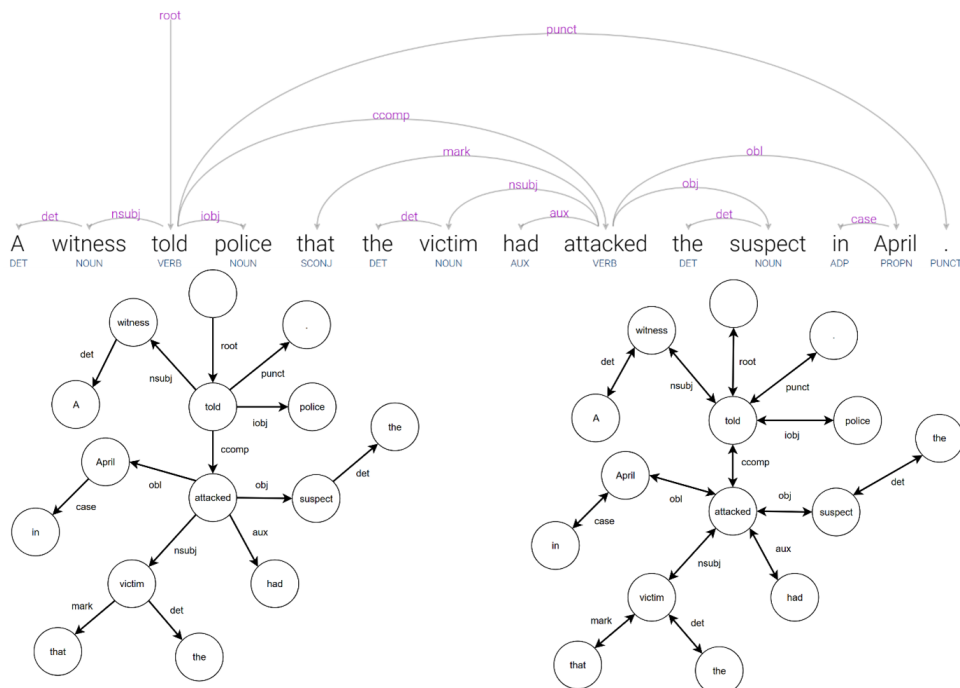 root
punct
ccomp
mark
obl
nsubj
obj
det nsubj iobj det aux det case
A witness told police that the victim had attacked the suspect in April .
DET NOUN VERB NOUN SCONJ DET NOUN AUX VERB DET NOUN ADP PROPN PUNCT
witness
.
root
det
nsubj
punct
A
told
police
iobj
the
ccomp
April
obl
obj
det
attacked
suspect
case
in
aux
nsubj
victim
had
mark
det
that
the
witness
.
root
det
nsubj
punct
A
told
police
iobj
the
ccomp
April
obl
obj
det
attacked
suspect
case
in
aux
nsubj
victim
had
mark
det
that
the